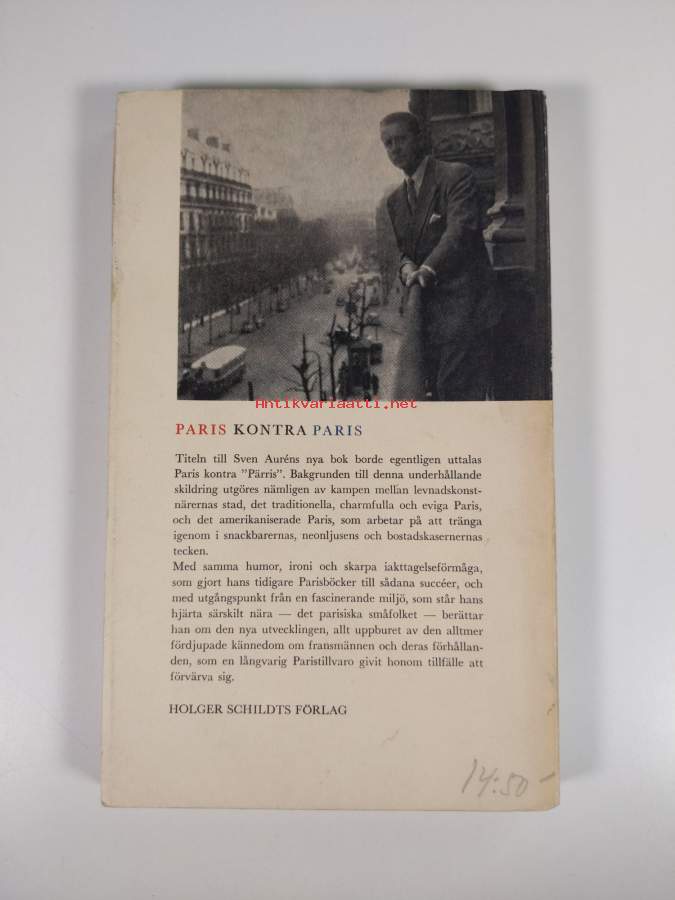 Antikvariaatti.net
PARIS KONTRA PARIS
Titeln till Sven Auréns nya bok borde egentligen uttalas
Paris kontra "Pärris". Bakgrunden till denna underhållande
skildring utgöres nämligen av kampen mellan levnadskonst-
närernas stad, det traditionella, charmfulla och eviga Paris,
och det amerikaniserade Paris, som arbetar på att tränga
igenom i snackbarernas, neonljusens och bostadskasernernas
tecken.
Med samma humor, ironi och skarpa iakttagelseförmåga,
som gjort hans tidigare Parisböcker till sådana succéer, och
med utgångspunkt från en fascinerande miljö, som står hans
hjärta särskilt nära — det parisiska småfolket — berättar
han om den nya utvecklingen, allt uppburet av den alltmer
fördjupade kännedom om fransmännen och deras förhållan-
den, som en långvarig Paristillvaro givit honom tillfälle att
förvärva sig.
HOLGER SCHILDTS FÖRLAG
14:50 –